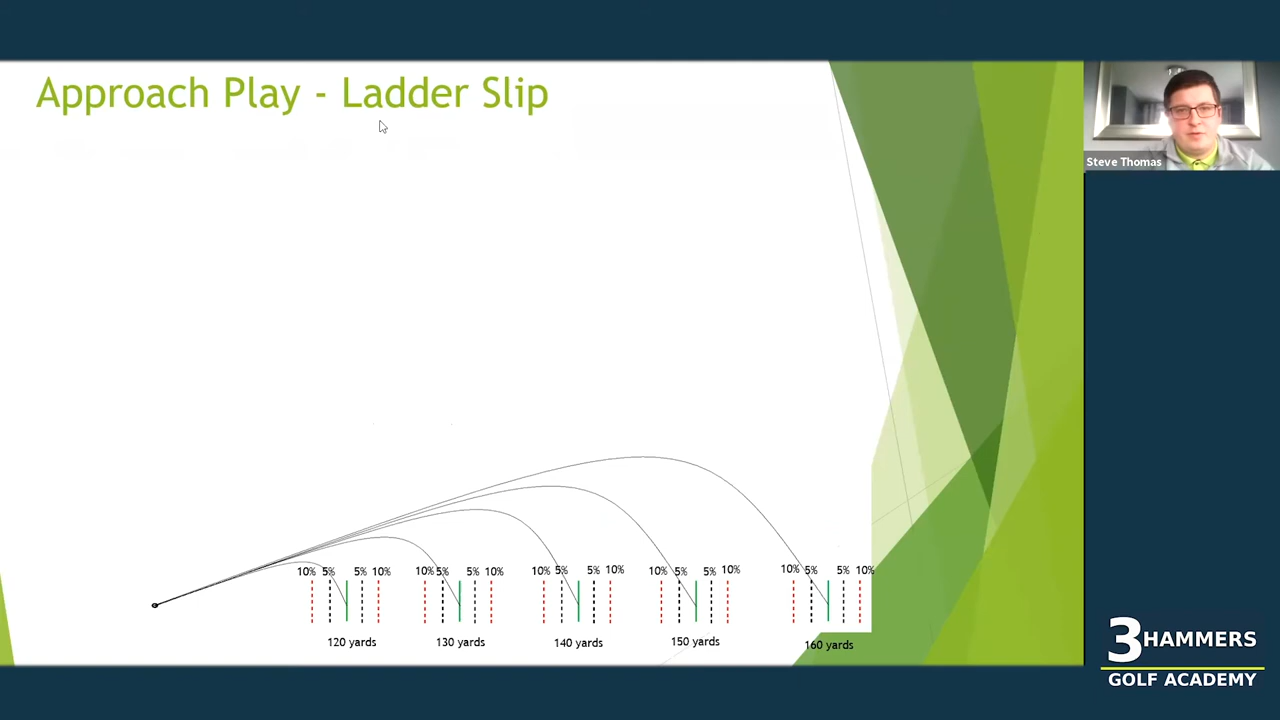 Approach Play - Ladder Slip
Steve Thomas
10% 5% 5% 10% 10% 5% 5% 10% 10% 5% 5% 10% 10% 5% 5% 10% 10% 5% 5% 10%
120 yards 130 yards 140 yards 150 yards 160 yards
3 HAMMERS
GOLF ACADEMY